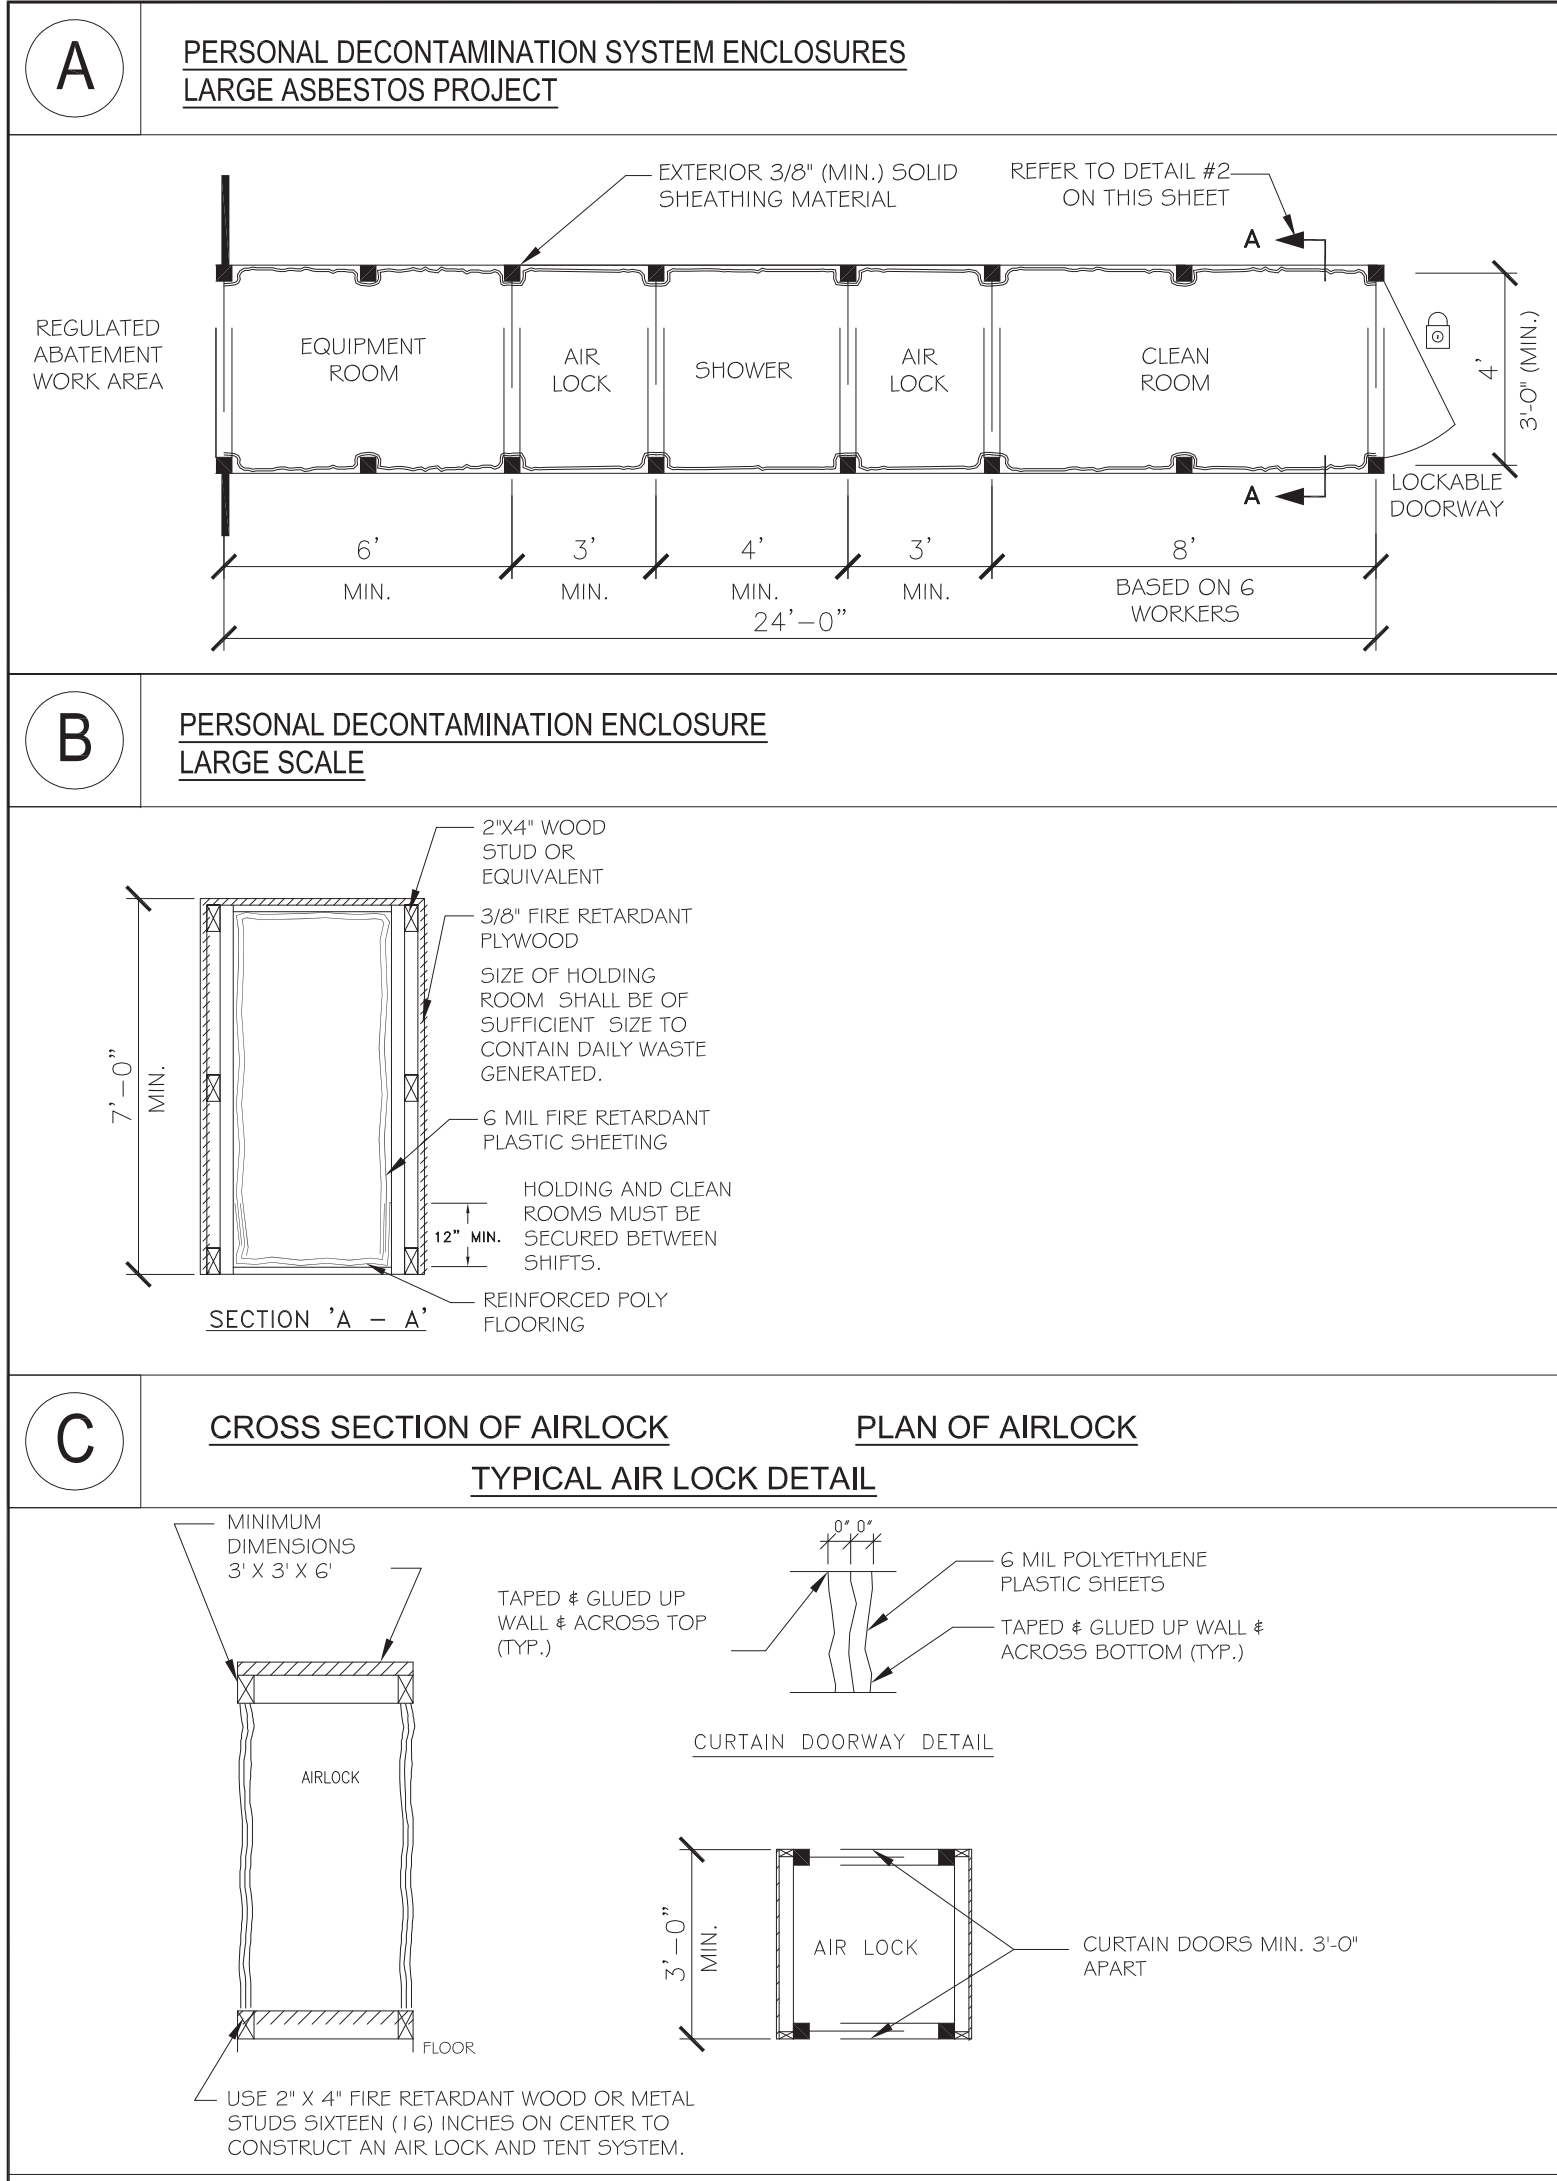 A
PERSONAL DECONTAMINATION SYSTEM ENCLOSURES
LARGE ASBESTOS PROJECT
EXTERIOR 3/8" (MIN.) SOLID
SHEATHING MATERIAL
REFER TO DETAIL #2
ON THIS SHEET
A
REGULATED
ABATEMENT
WORK AREA
EQUIPMENT
ROOM
AIR
LOCK
SHOWER
AIR
LOCK
CLEAN
ROOM
4'
3'-0" (MIN.)
A
LOCKABLE
DOORWAY
6'
MIN.
3'
MIN.
4'
MIN.
3'
MIN.
8'
BASED ON 6
WORKERS
24'-0"
B
PERSONAL DECONTAMINATION ENCLOSURE
LARGE SCALE
2"X4" WOOD
STUD OR
EQUIVALENT
3/8" FIRE RETARDANT
PLYWOOD
SIZE OF HOLDING
ROOM SHALL BE OF
SUFFICIENT SIZE TO
CONTAIN DAILY WASTE
GENERATED.
7'-0"
MIN.
6 MIL FIRE RETARDANT
PLASTIC SHEETING
12" MIN.
HOLDING AND CLEAN
ROOMS MUST BE
SECURED BETWEEN
SHIFTS.
REINFORCED POLY
FLOORING
SECTION 'A - A'
C
CROSS SECTION OF AIRLOCK
PLAN OF AIRLOCK
TYPICAL AIR LOCK DETAIL
MINIMUM
DIMENSIONS
3' X 3' X 6'
TAPED & GLUED UP
WALL & ACROSS TOP
(TYP.)
0" 0"
6 MIL POLYETHYLENE
PLASTIC SHEETS
TAPED & GLUED UP WALL &
ACROSS BOTTOM (TYP.)
CURTAIN DOORWAY DETAIL
AIRLOCK
FLOOR
3'-0"
MIN.
AIR LOCK
CURTAIN DOORS MIN. 3'-0"
APART
USE 2" X 4" FIRE RETARDANT WOOD OR METAL
STUDS SIXTEEN (16) INCHES ON CENTER TO
CONSTRUCT AN AIR LOCK AND TENT SYSTEM.